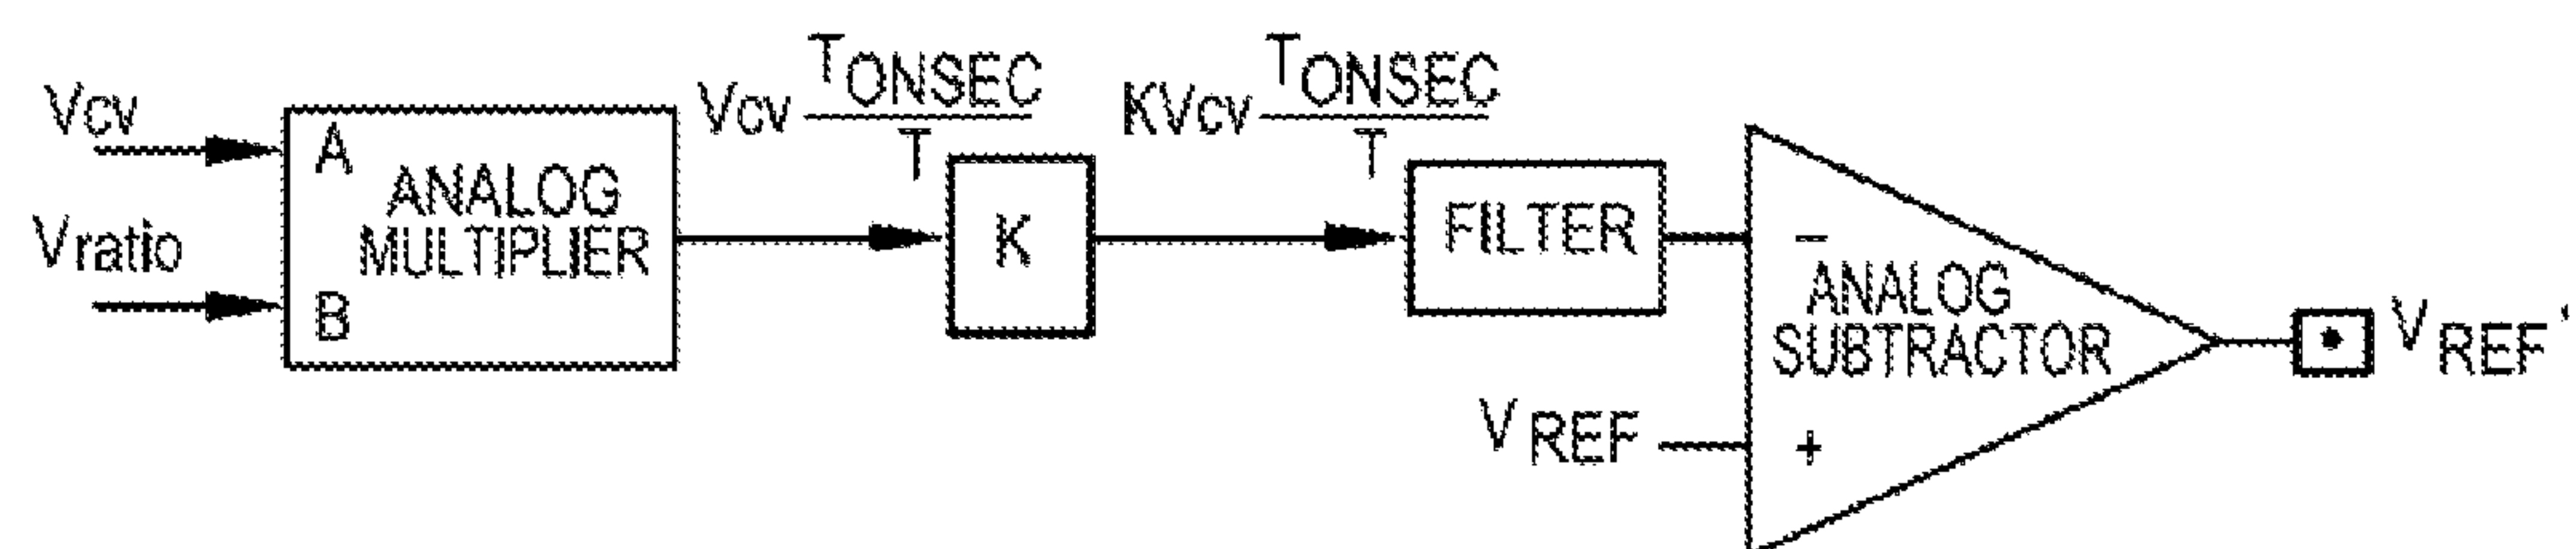 Vcv
A
ANALOG
MULTIPLIER
Vratio
B
Vcv TONSEC
T
K
KVcv TONSEC
T
FILTER
−
ANALOG
SUBTRACTOR
VREF
+
VREF'